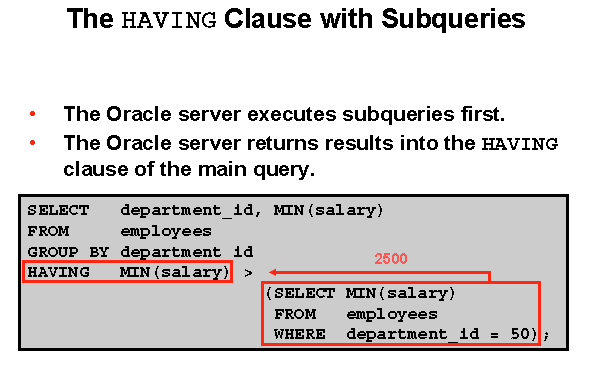 The HAVING Clause with Subqueries
• The Oracle server executes subqueries first.
• The Oracle server returns results into the HAVING
clause of the main query.
SELECT department_id, MIN(salary)
FROM employees
GROUP BY department_id
HAVING MIN(salary) >
2500
(SELECT MIN(salary)
FROM employees
WHERE department_id = 50);